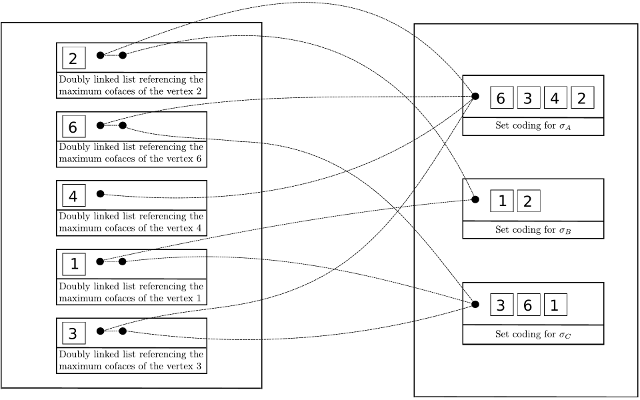 2
Doubly linked list referencing the
maximum cofaces of the vertex 2
6
Doubly linked list referencing the
maximum cofaces of the vertex 6
4
Doubly linked list referencing the
maximum cofaces of the vertex 4
1
Doubly linked list referencing the
maximum cofaces of the vertex 1
3
Doubly linked list referencing the
maximum cofaces of the vertex 3
6 3 4 2
Set coding for σ_A
1 2
Set coding for σ_B
3 6 1
Set coding for σ_C